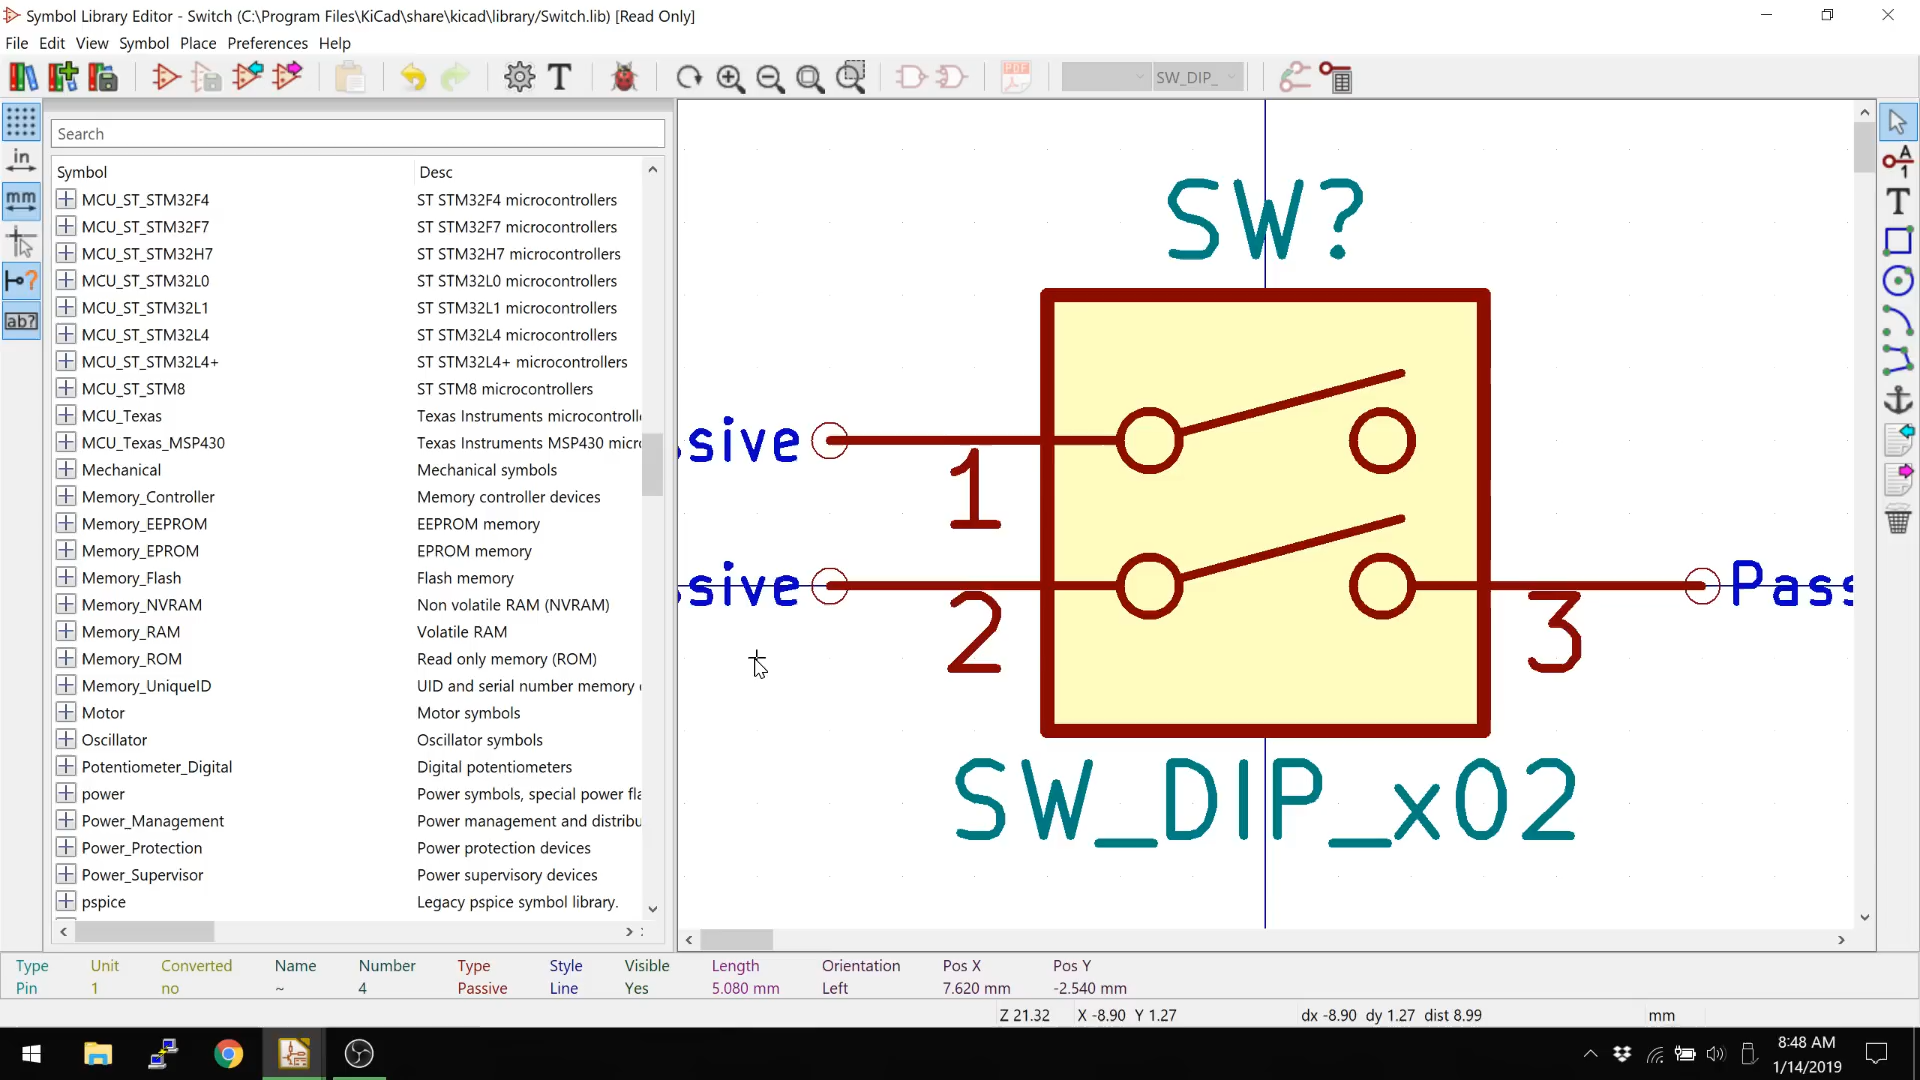 Symbol Library Editor - Switch (C:\Program Files\KiCad\share\kicad\library/Switch.lib) [Read Only]
File Edit View Symbol Place Preferences Help
SW_DIP_
in
mm
ab?
Search
Symbol Desc
MCU_ST_STM32F4 ST STM32F4 microcontrollers
MCU_ST_STM32F7 ST STM32F7 microcontrollers
MCU_ST_STM32H7 ST STM32H7 microcontrollers
MCU_ST_STM32L0 ST STM32L0 microcontrollers
MCU_ST_STM32L1 ST STM32L1 microcontrollers
MCU_ST_STM32L4 ST STM32L4 microcontrollers
MCU_ST_STM32L4+ ST STM32L4+ microcontrollers
MCU_ST_STM8 ST STM8 microcontrollers
MCU_Texas Texas Instruments microcontroll
MCU_Texas_MSP430 Texas Instruments MSP430 micr
Mechanical Mechanical symbols
Memory_Controller Memory controller devices
Memory_EEPROM EEPROM memory
Memory_EPROM EPROM memory
Memory_Flash Flash memory
Memory_NVRAM Non volatile RAM (NVRAM)
Memory_RAM Volatile RAM
Memory_ROM Read only memory (ROM)
Memory_UniqueID UID and serial number memory
Motor Motor symbols
Oscillator Oscillator symbols
Potentiometer_Digital Digital potentiometers
power Power symbols, special power fla
Power_Management Power management and distribu
Power_Protection Power protection devices
Power_Supervisor Power supervisory devices
pspice Legacy pspice symbol library.
SW?
ssive
1
ssive
2
3
Pass
SW_DIP_x02
Type Unit Converted Name Number Type Style Visible Length Orientation Pos X Pos Y
Pin 1 no ~ 4 Passive Line Yes 5.080 mm Left 7.620 mm -2.540 mm
Z 21.32 X -8.90 Y 1.27 dx -8.90 dy 1.27 dist 8.99 mm
8:48 AM
1/14/2019